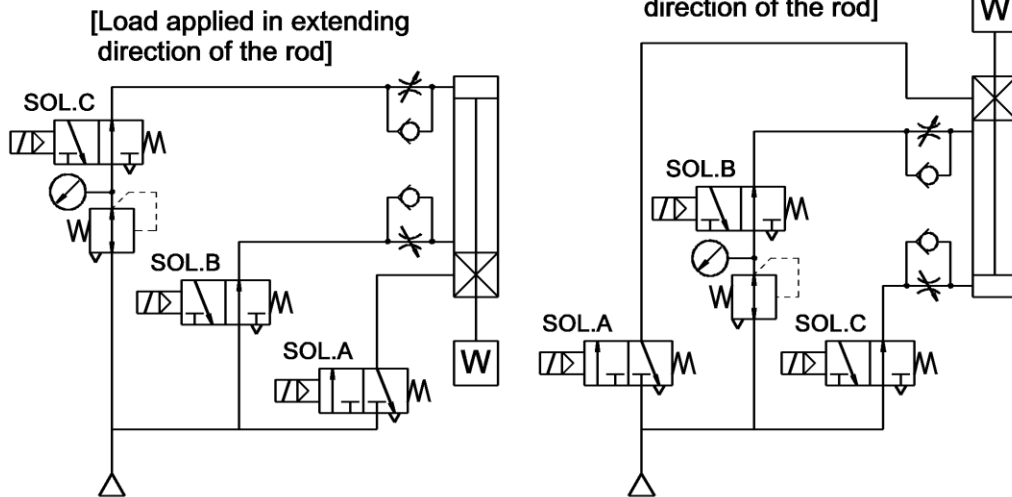 [Load applied in extending
direction of the rod]
SOL.C
SOL.B
SOL.A
W
direction of the rod]
W
SOL.B
SOL.A
SOL.C